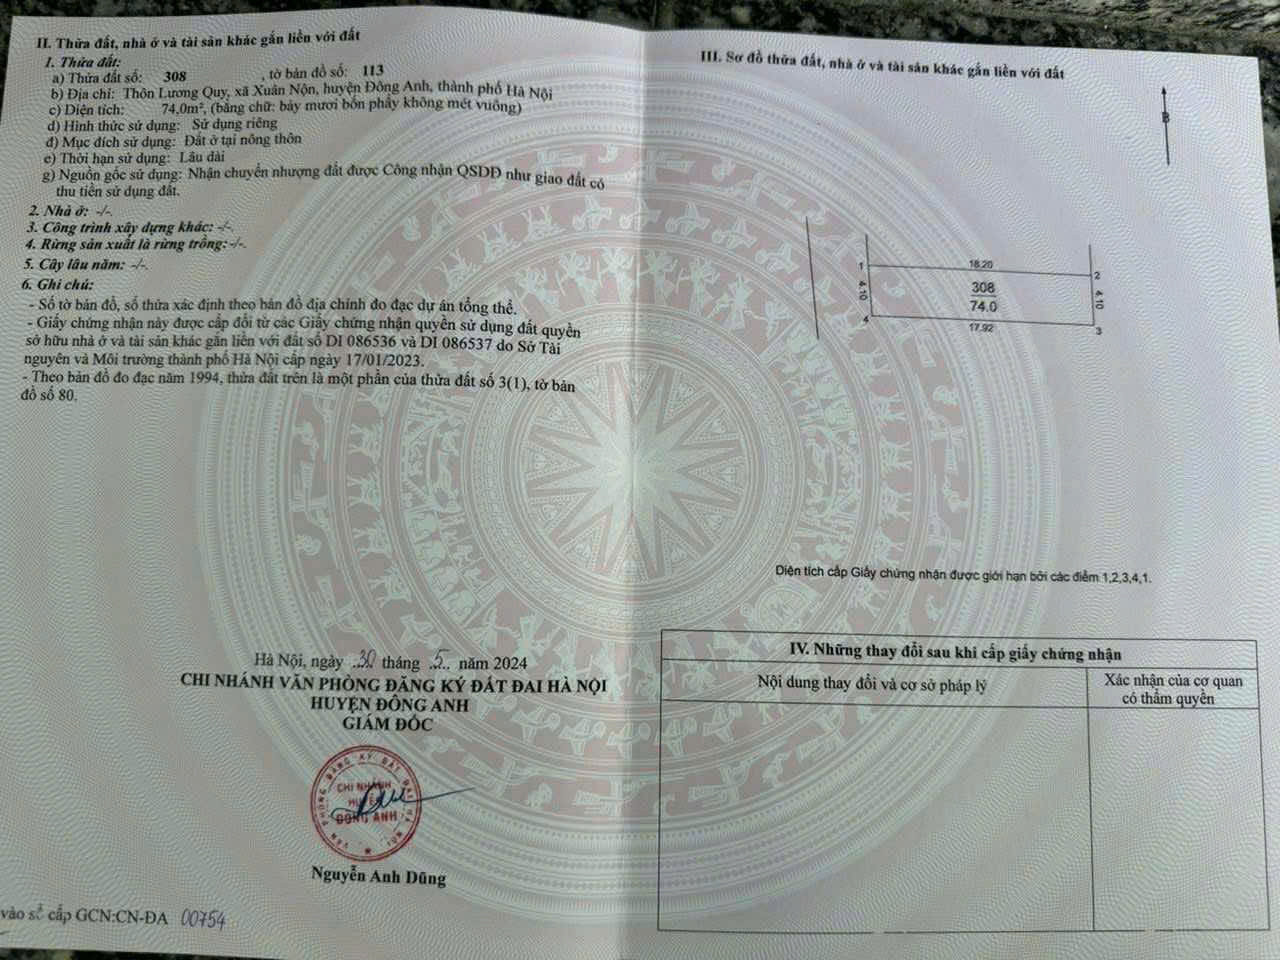 II. Thửa đất, nhà ở và tài sản khác gắn liền với đất
1. Thửa đất:
a) Thửa đất số: 308 , tờ bản đồ số: 113
b) Địa chỉ: Thôn Lương Quy, xã Xuân Nộn, huyện Đông Anh, thành phố Hà Nội
c) Diện tích: 74,0m², (bằng chữ: bảy mươi bốn phẩy không mét vuông)
d) Hình thức sử dụng: Sử dụng riêng
đ) Mục đích sử dụng: Đất ở tại nông thôn
e) Thời hạn sử dụng: Lâu dài
g) Nguồn gốc sử dụng: Nhận chuyển nhượng đất được Công nhận QSDĐ như giao đất có
thu tiền sử dụng đất.
2. Nhà ở: -/-.
3. Công trình xây dựng khác: -/-.
4. Rừng sản xuất là rừng trồng: -/-.
5. Cây lâu năm: -/-.
6. Ghi chú:
- Số tờ bản đồ, số thửa xác định theo bản đồ địa chính đo đạc dự án tổng thể.
- Giấy chứng nhận này được cấp đổi từ các Giấy chứng nhận quyền sử dụng đất quyền
sở hữu nhà ở và tài sản khác gắn liền với đất số DI 086536 và DI 086537 do Sở Tài
nguyên và Môi trường thành phố Hà Nội cấp ngày 17/01/2023.
- Theo bản đồ đo đạc năm 1994, thửa đất trên là một phần của thửa đất số 3(1), tờ bản
đồ số 80.
Hà Nội, ngày 30 tháng 5 năm 2024
CHI NHÁNH VĂN PHÒNG ĐĂNG KÝ ĐẤT ĐAI HÀ NỘI
HUYỆN ĐÔNG ANH
GIÁM ĐỐC
VĂN PHÒNG ĐĂNG KÝ ĐẤT ĐAI HÀ NỘI
CHI NHÁNH
HUYỆN
ĐÔNG ANH
Nguyễn Anh Dũng
vào sổ cấp GCN:CN-ĐA 00754
III. Sơ đồ thửa đất, nhà ở và tài sản khác gắn liền với đất
B
1 18.20 2
4.10 308 4.10
74.0
4 17.92 3
Diện tích cấp Giấy chứng nhận được giới hạn bởi các điểm 1,2,3,4,1.
IV. Những thay đổi sau khi cấp giấy chứng nhận
Nội dung thay đổi và cơ sở pháp lý
Xác nhận của cơ quan
có thẩm quyền